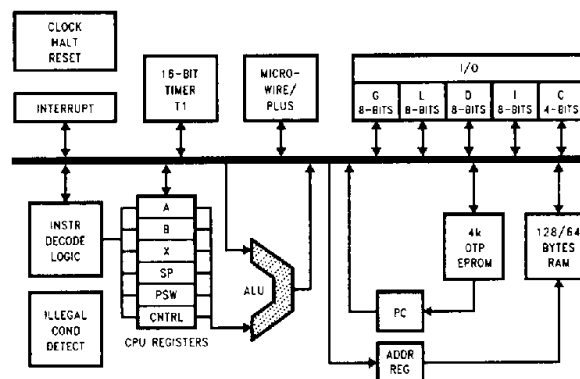 CLOCK
HALT
RESET
INTERRUPT
16-BIT
TIMER
T1
MICRO-
WIRE/
PLUS
I/O
G
8-BITS
L
8-BITS
D
8-BITS
I
8-BITS
C
4-BITS
INSTR
DECODE
LOGIC
A
B
X
SP
PSW
CNTRL
CPU REGISTERS
ALU
4k
OTP
EPROM
128/64
BYTES
RAM
PC
ADDR
REG
ILLEGAL
COND
DETECT